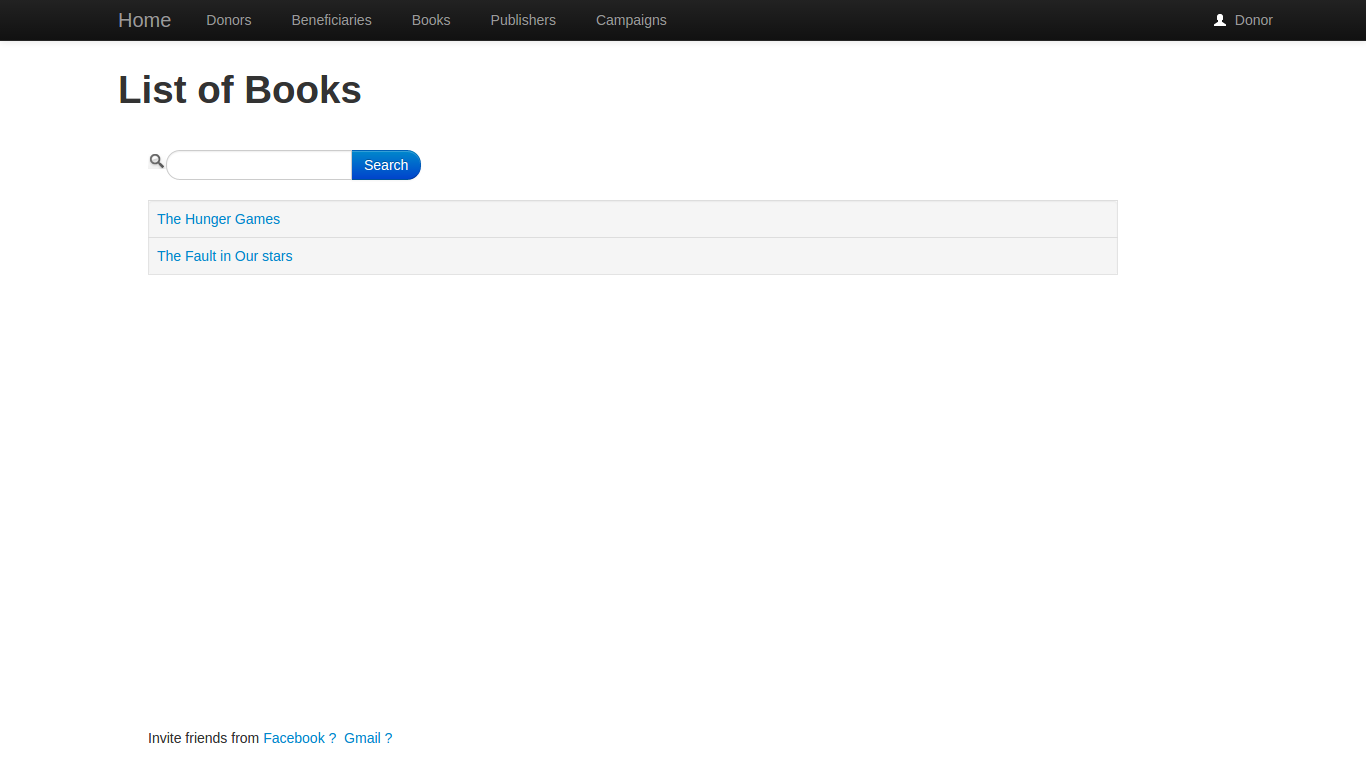 Home Donors Beneficiaries Books Publishers Campaigns Donor
List of Books
Search
The Hunger Games
The Fault in Our stars
Invite friends from Facebook ? Gmail ?